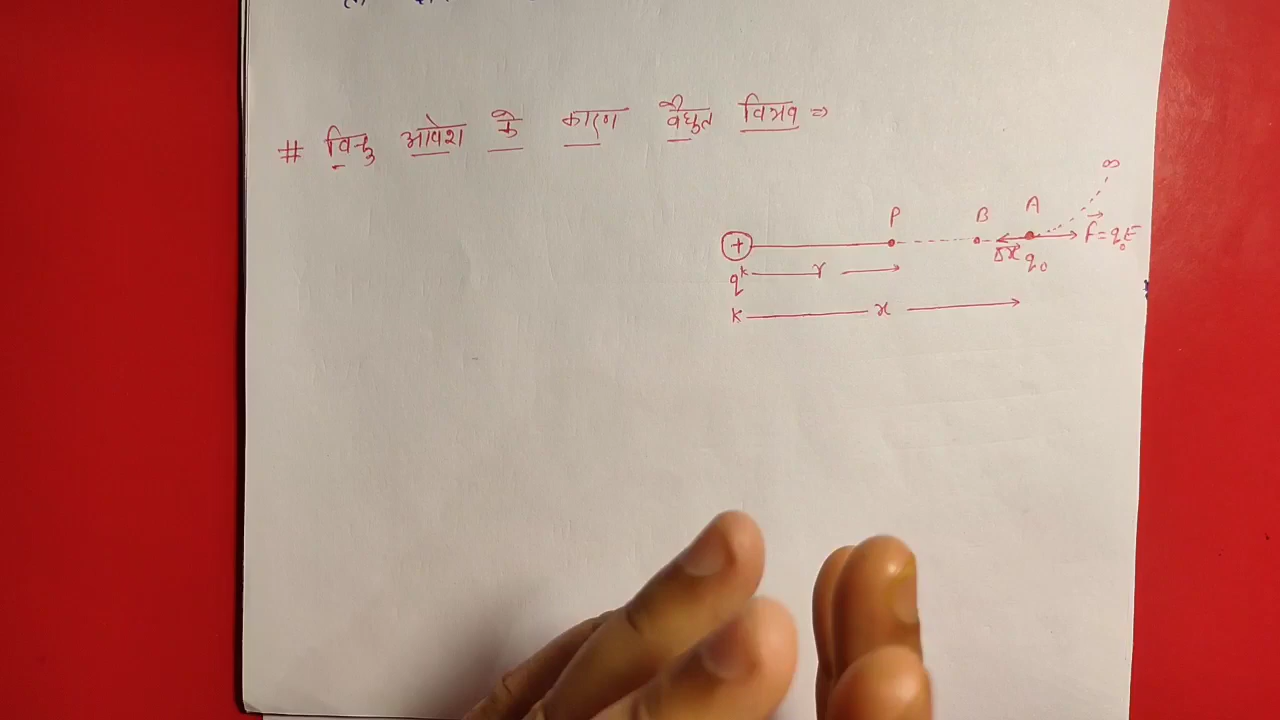 # विन्दु आवेश के कारण वैधुत विभव ⇒
∞
P B A
+ F⃗ = q₀E
Δx q₀
q r
x